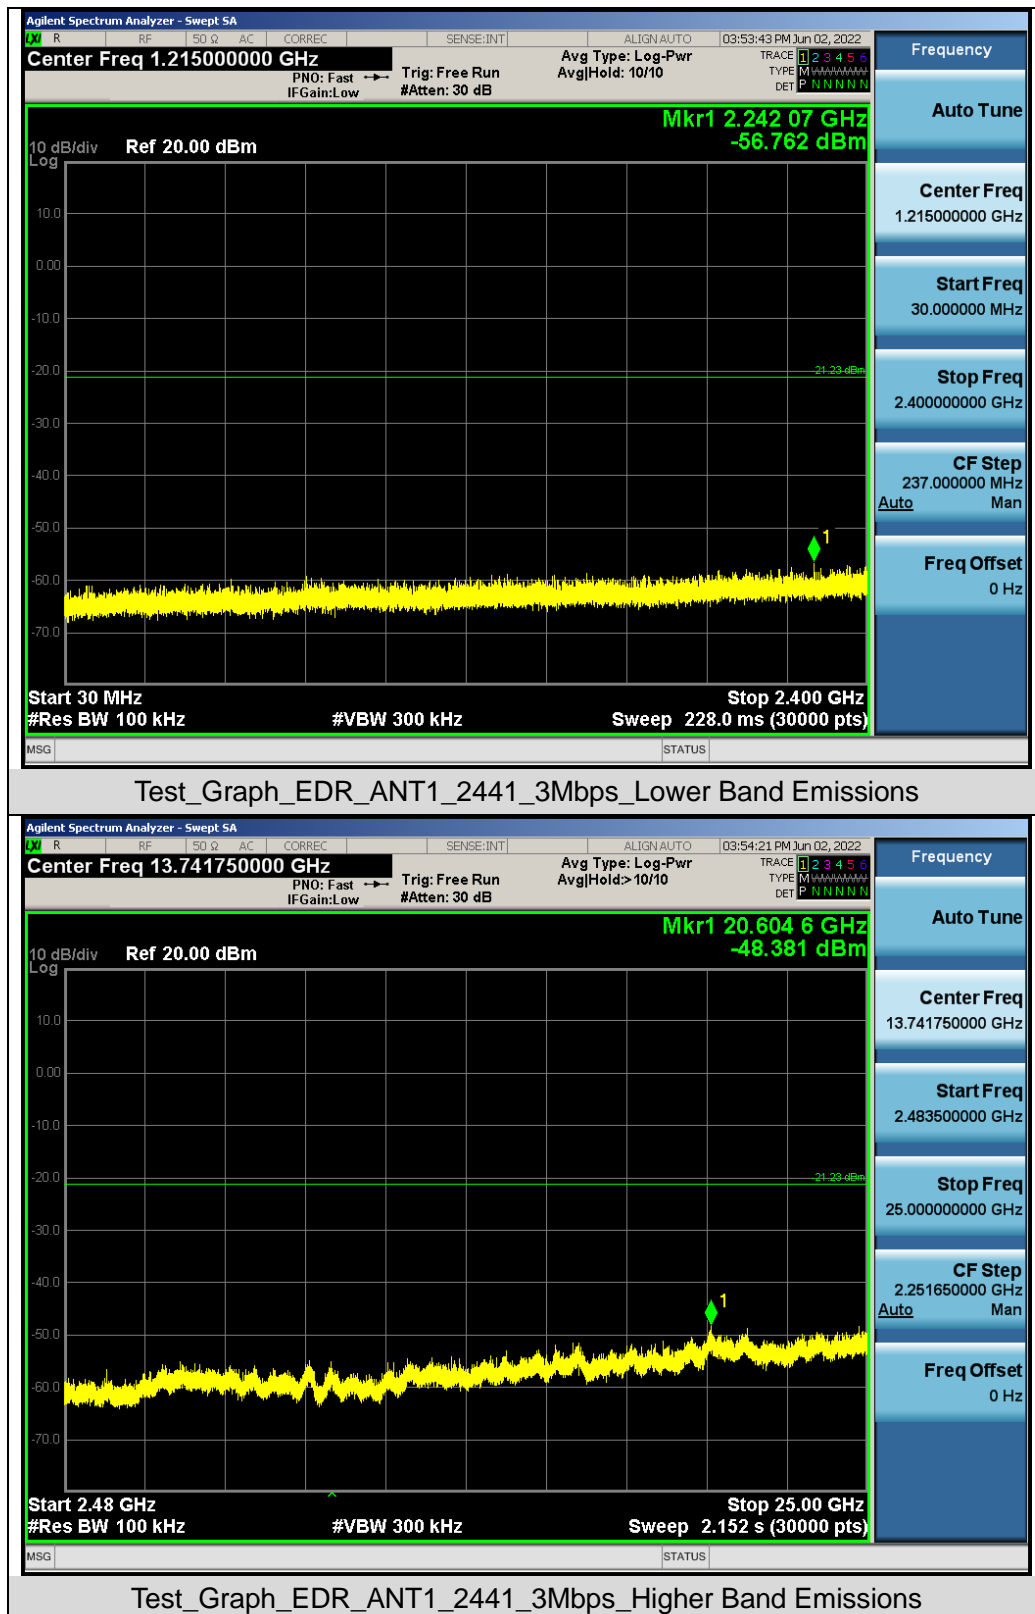 Agilent Spectrum Analyzer - Swept SA
LXI R RF 50 Ω AC CORREC SENSE:INT ALIGN AUTO 03:53:43 PM Jun 02, 2022
Center Freq 1.215000000 GHz
PNO: Fast
IFGain:Low
Trig: Free Run
#Atten: 30 dB
Avg Type: Log-Pwr
Avg|Hold: 10/10
TRACE 1 2 3 4 5 6
TYPE M
DET P N N N N N
Mkr1 2.242 07 GHz
-56.762 dBm
10 dB/div
Log
Ref 20.00 dBm
10.0
0.00
-10.0
-20.0
-30.0
-40.0
-50.0
-60.0
-70.0
-21.23 dBm
1
Start 30 MHz
Stop 2.400 GHz
#Res BW 100 kHz
#VBW 300 kHz
Sweep 228.0 ms (30000 pts)
MSG
STATUS
Frequency
Auto Tune
Center Freq
1.215000000 GHz
Start Freq
30.000000 MHz
Stop Freq
2.400000000 GHz
CF Step
237.000000 MHz
Auto Man
Freq Offset
0 Hz
Test_Graph_EDR_ANT1_2441_3Mbps_Lower Band Emissions
Agilent Spectrum Analyzer - Swept SA
LXI R RF 50 Ω AC CORREC SENSE:INT ALIGN AUTO 03:54:21 PM Jun 02, 2022
Center Freq 13.741750000 GHz
PNO: Fast
IFGain:Low
Trig: Free Run
#Atten: 30 dB
Avg Type: Log-Pwr
Avg|Hold:>10/10
TRACE 1 2 3 4 5 6
TYPE M
DET P N N N N N
Mkr1 20.604 6 GHz
-48.381 dBm
10 dB/div
Log
Ref 20.00 dBm
10.0
0.00
-10.0
-20.0
-30.0
-40.0
-50.0
-60.0
-70.0
-21.23 dBm
1
Start 2.48 GHz
Stop 25.00 GHz
#Res BW 100 kHz
#VBW 300 kHz
Sweep 2.152 s (30000 pts)
MSG
STATUS
Frequency
Auto Tune
Center Freq
13.741750000 GHz
Start Freq
2.483500000 GHz
Stop Freq
25.000000000 GHz
CF Step
2.251650000 GHz
Auto Man
Freq Offset
0 Hz
Test_Graph_EDR_ANT1_2441_3Mbps_Higher Band Emissions